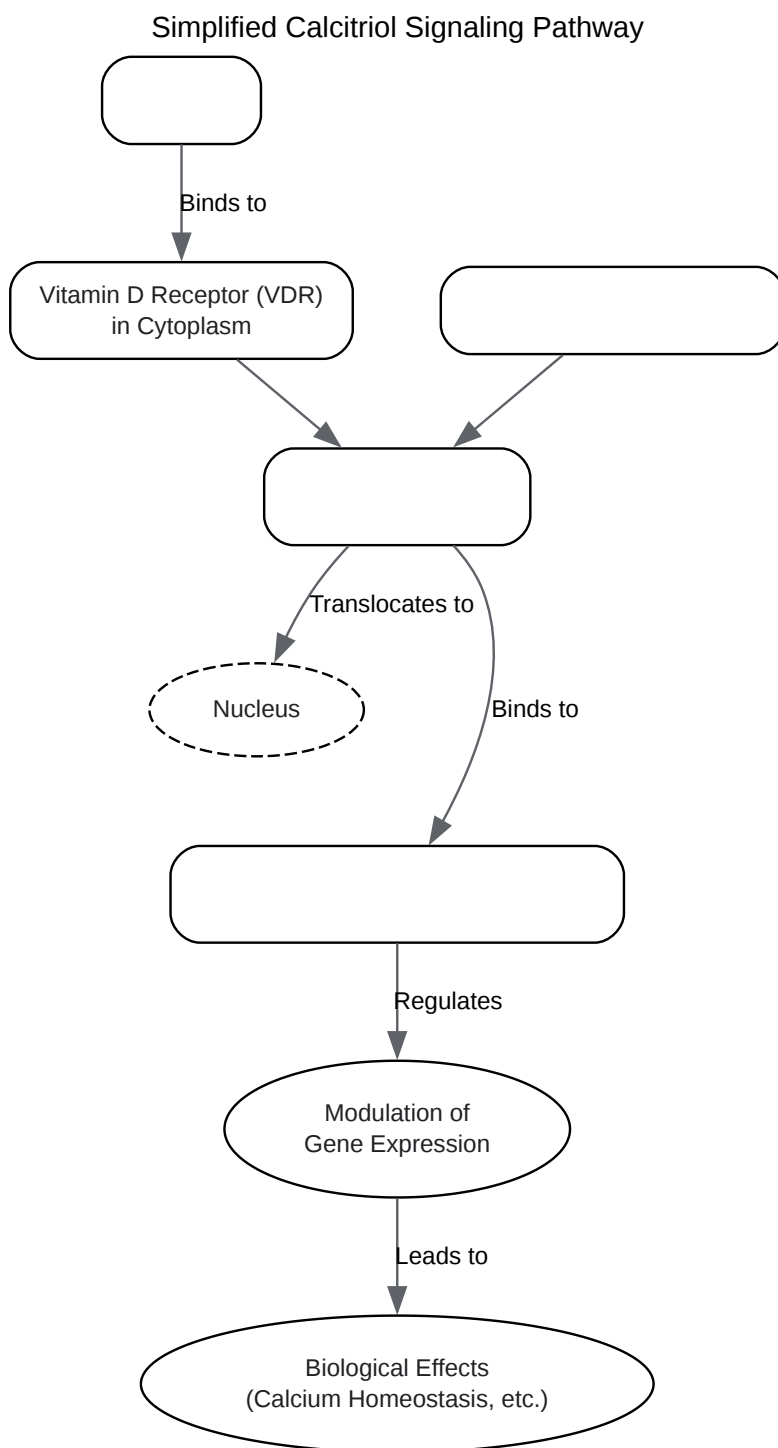 Simplified Calcitriol Signaling Pathway
Binds to
Vitamin D Receptor (VDR)
in Cytoplasm
Translocates to
Nucleus
Binds to
Regulates
Modulation of
Gene Expression
Leads to
Biological Effects
(Calcium Homeostasis, etc.)